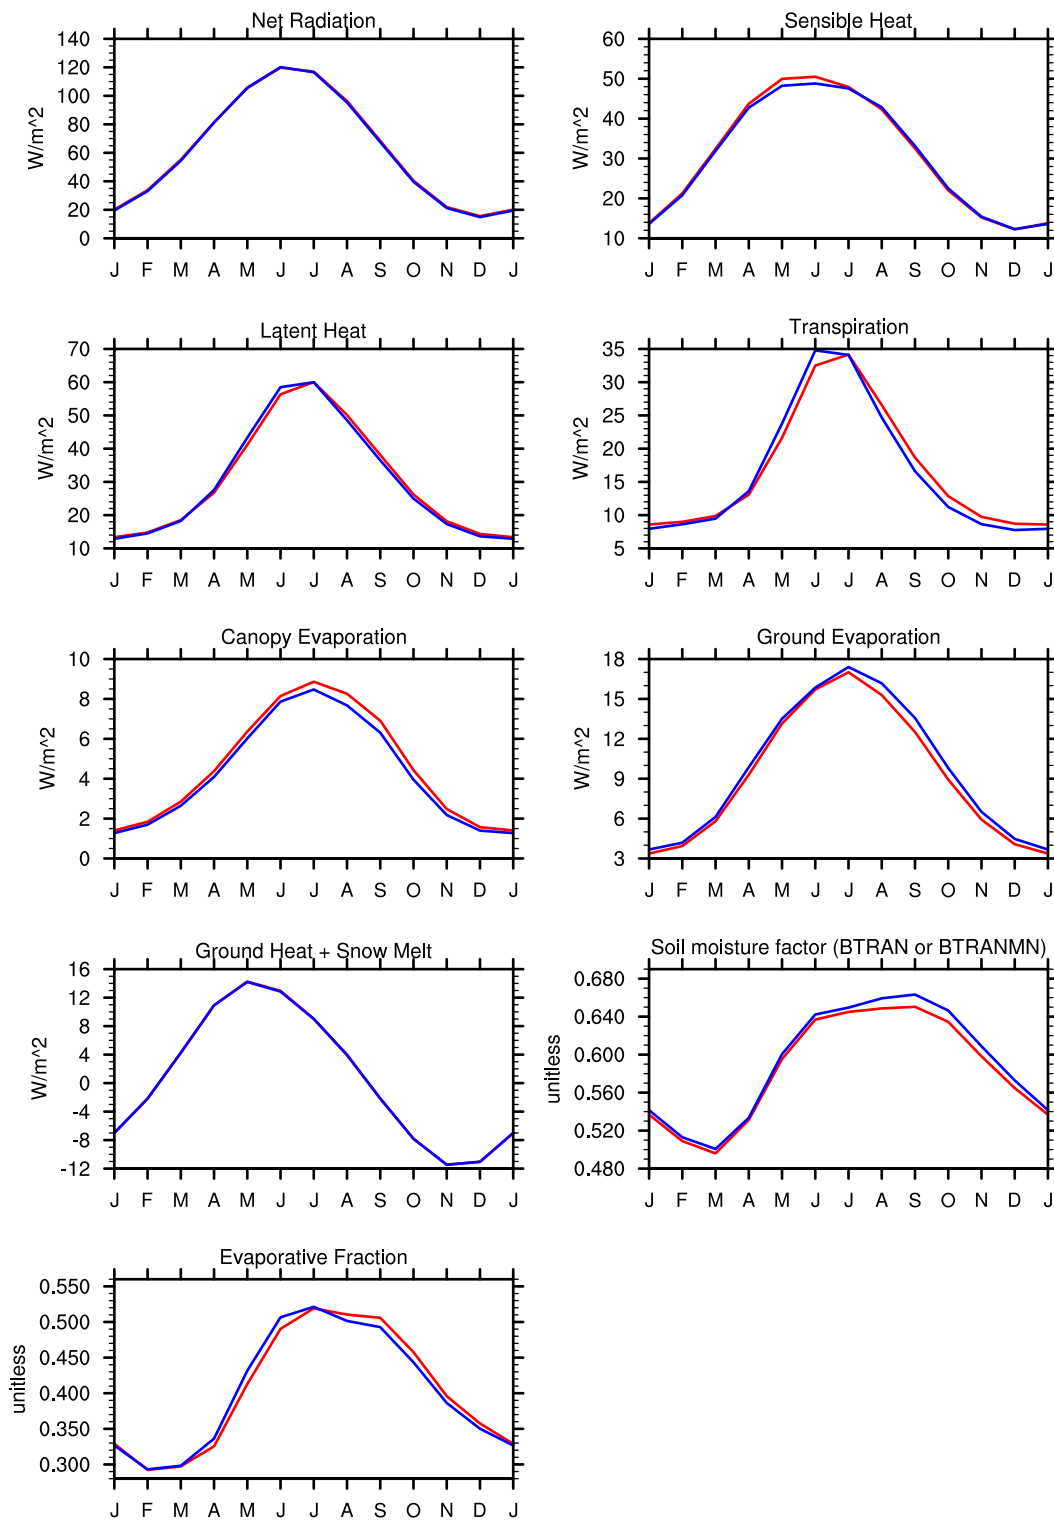 Net Radiation
W/m^2
140
120
100
80
60
40
20
0
J F M A M J J A S O N D J
Sensible Heat
W/m^2
60
50
40
30
20
10
J F M A M J J A S O N D J
Latent Heat
W/m^2
70
60
50
40
30
20
10
J F M A M J J A S O N D J
Transpiration
W/m^2
35
30
25
20
15
10
5
J F M A M J J A S O N D J
Canopy Evaporation
W/m^2
10
8
6
4
2
0
J F M A M J J A S O N D J
Ground Evaporation
W/m^2
18
15
12
9
6
3
J F M A M J J A S O N D J
Ground Heat + Snow Melt
W/m^2
16
12
8
4
0
-4
-8
-12
J F M A M J J A S O N D J
Soil moisture factor (BTRAN or BTRANMN)
unitless
0.680
0.640
0.600
0.560
0.520
0.480
J F M A M J J A S O N D J
Evaporative Fraction
unitless
0.550
0.500
0.450
0.400
0.350
0.300
J F M A M J J A S O N D J